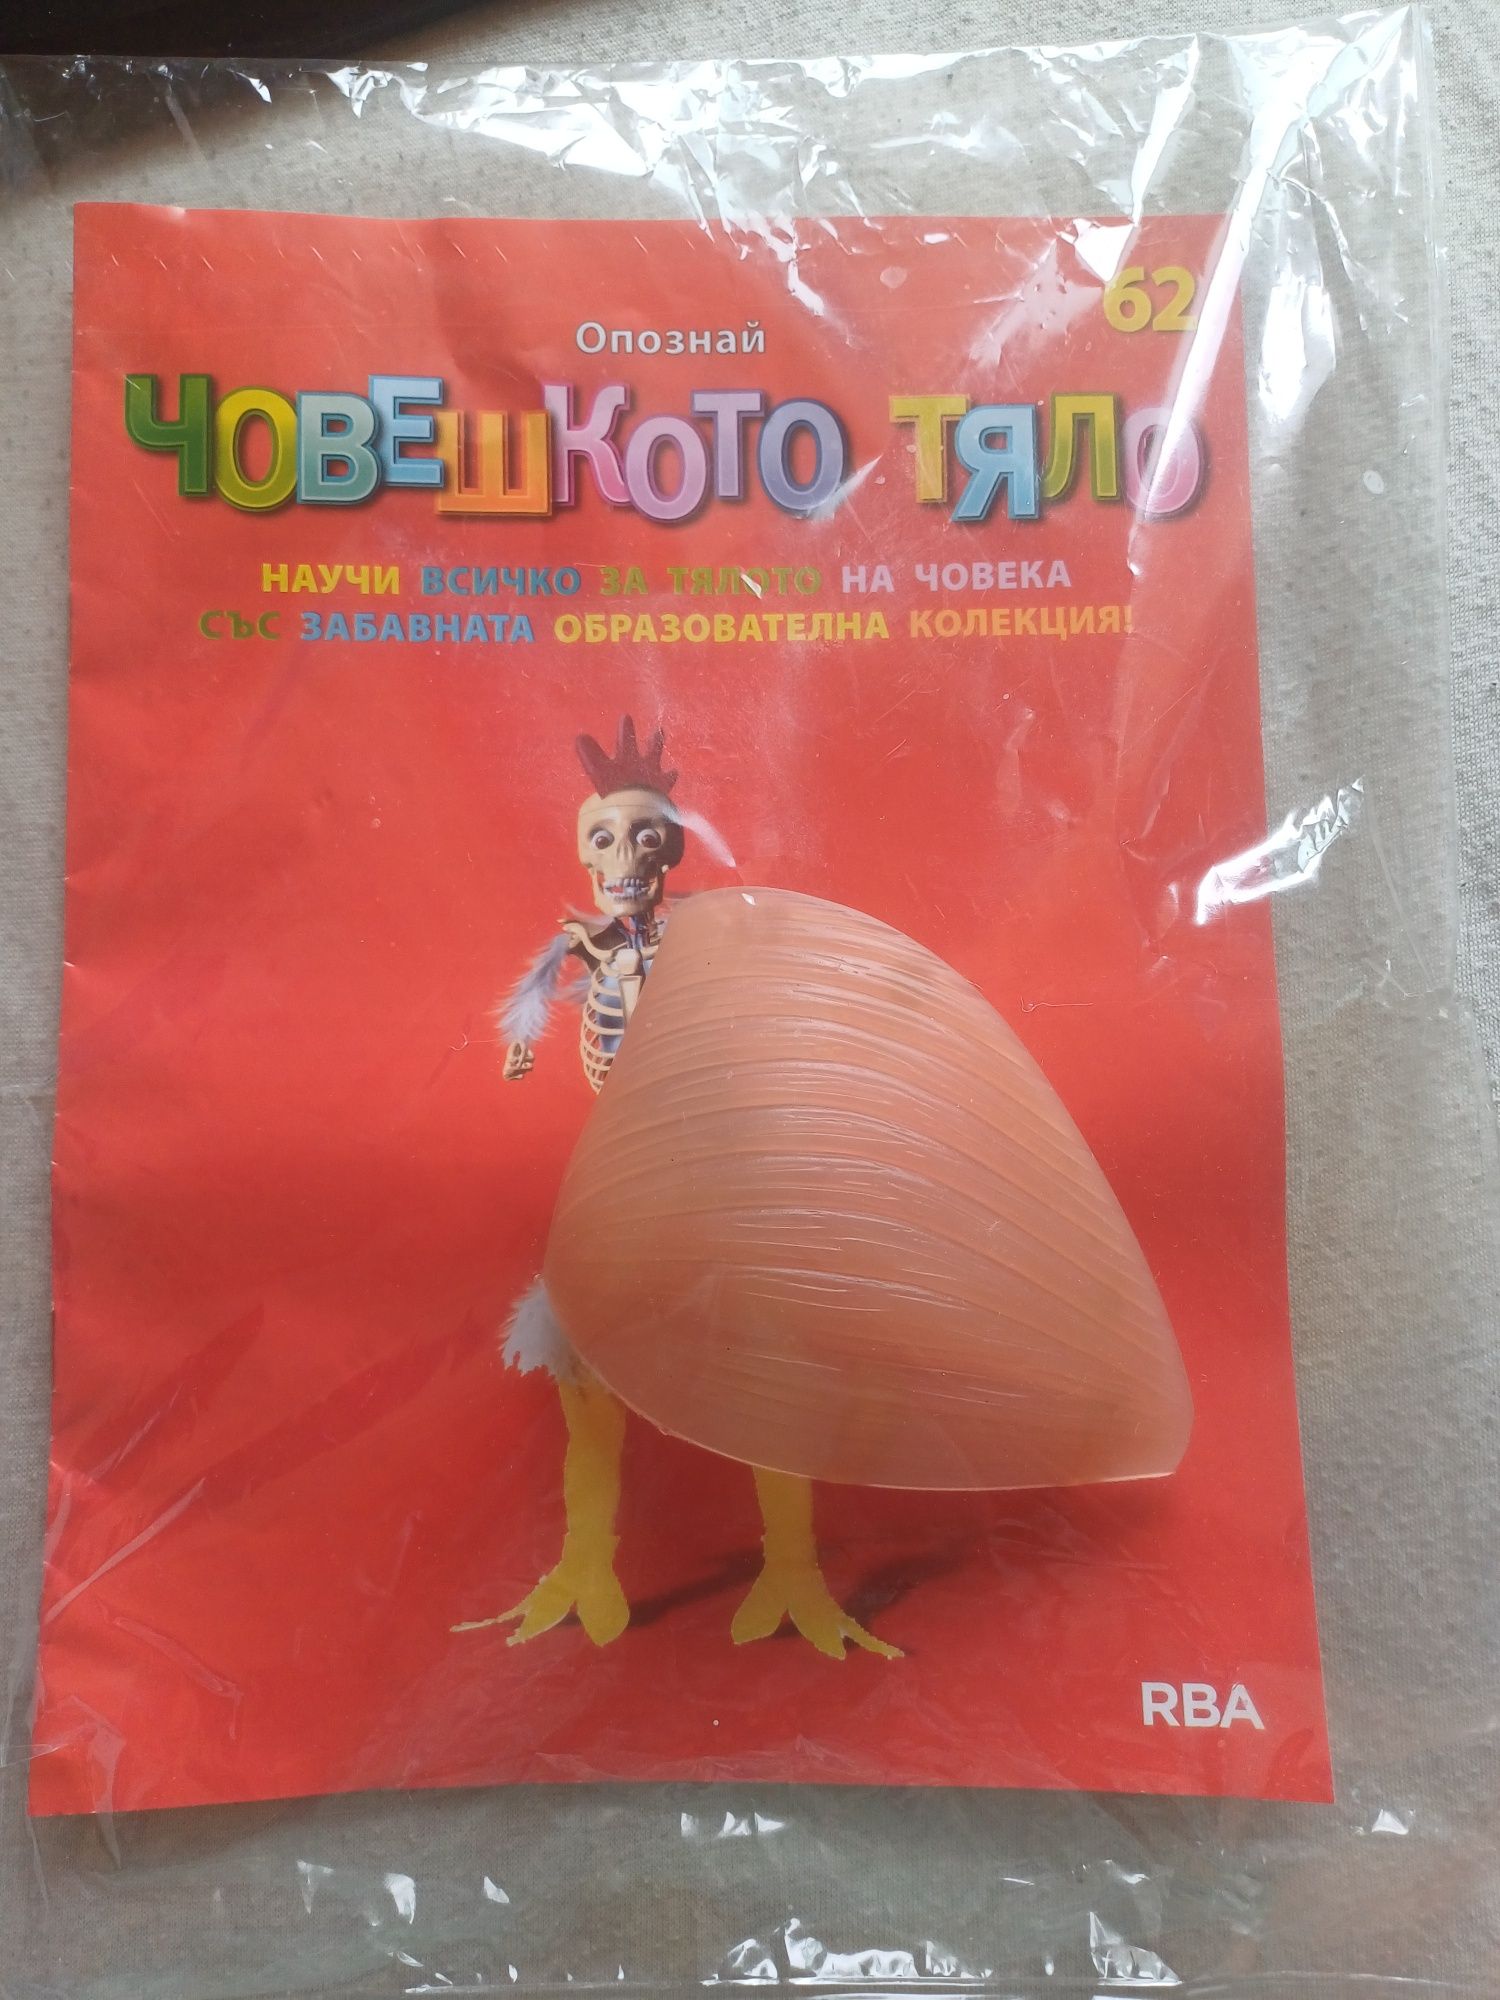 62
Опознай
ЧОВЕШКОТО ТЯЛО
НАУЧИ ВСИЧКО ЗА ТЯЛОТО НА ЧОВЕКА
СЪС ЗАБАВНАТА ОБРАЗОВАТЕЛНА КОЛЕКЦИЯ!
RBA